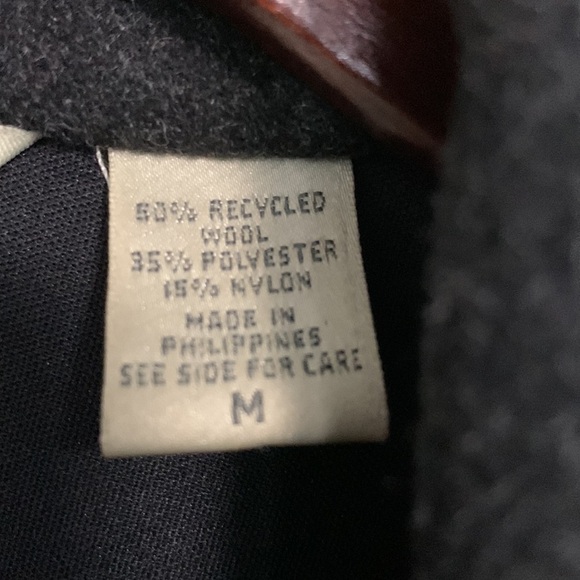 50% RECYCLED
WOOL
35% POLYESTER
15% NYLON
MADE IN
PHILIPPINES
SEE SIDE FOR CARE
M